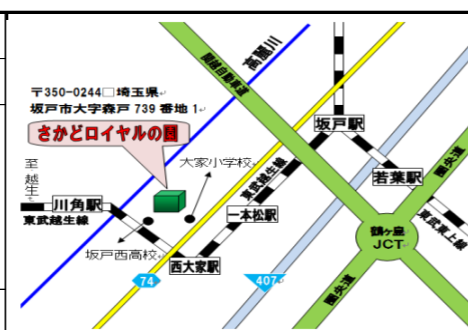 〒350-0244□埼玉県
坂戸市大字森戸 739 番地 1
さかどロイヤルの園
高麗川
関越自動車道
至越生
大家小学校
坂戸駅
東武越生線
川角駅
東武越生線
若葉駅
圏央道
一本松駅
東武東上線
坂戸西高校
鶴ヶ島
JCT
西大家駅
74
407
圏央道